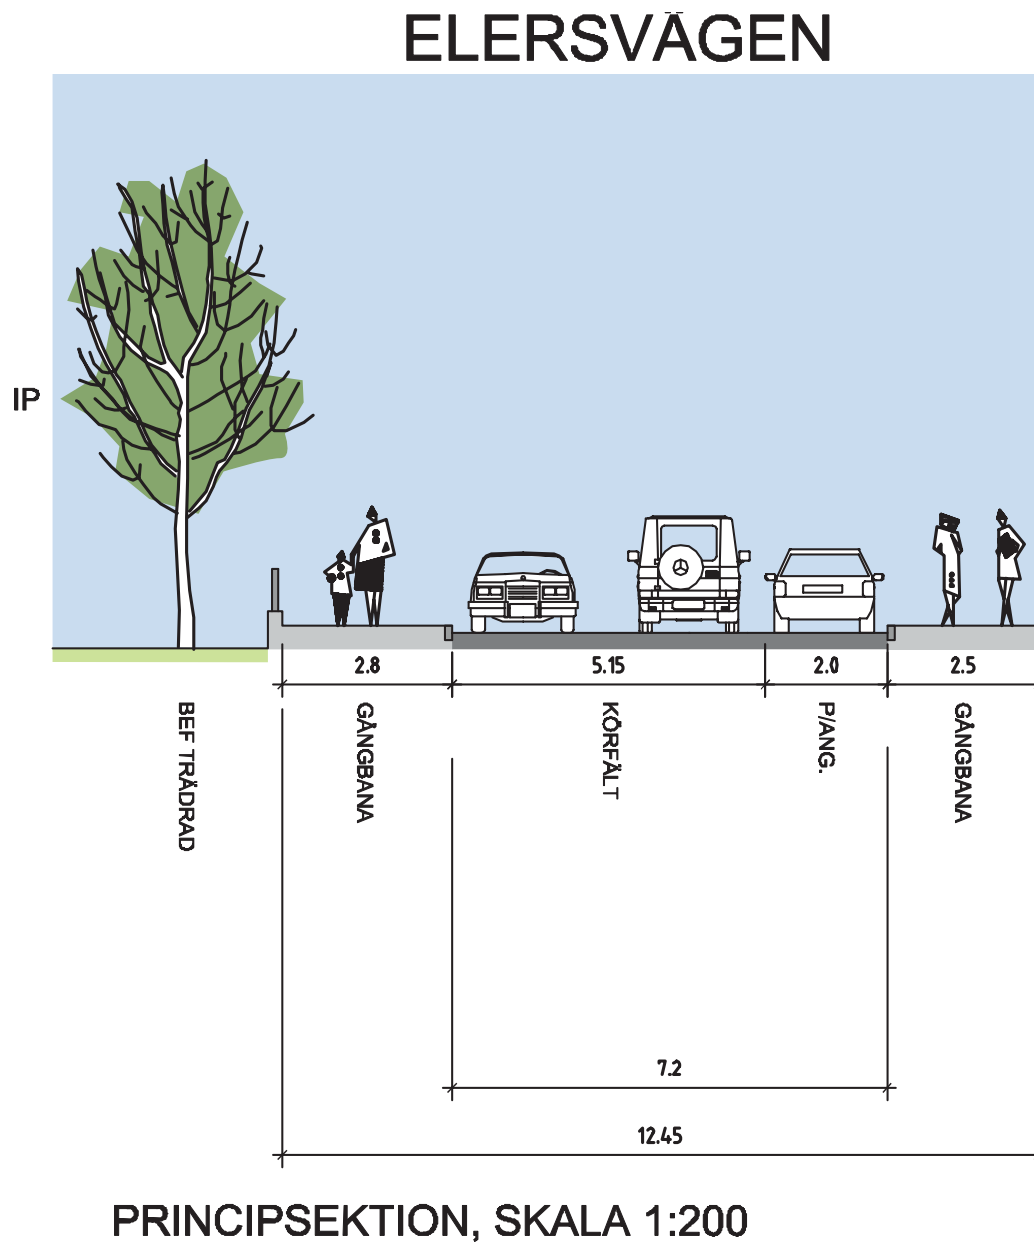 ELERSVÄGEN
IP
2.8 5.15 2.0 2.5
BEF TRÄDRAD
GÅNGBANA
KÖRFÄLT
P/ANG.
GÅNGBANA
7.2
12.45
PRINCIPSEKTION, SKALA 1:200